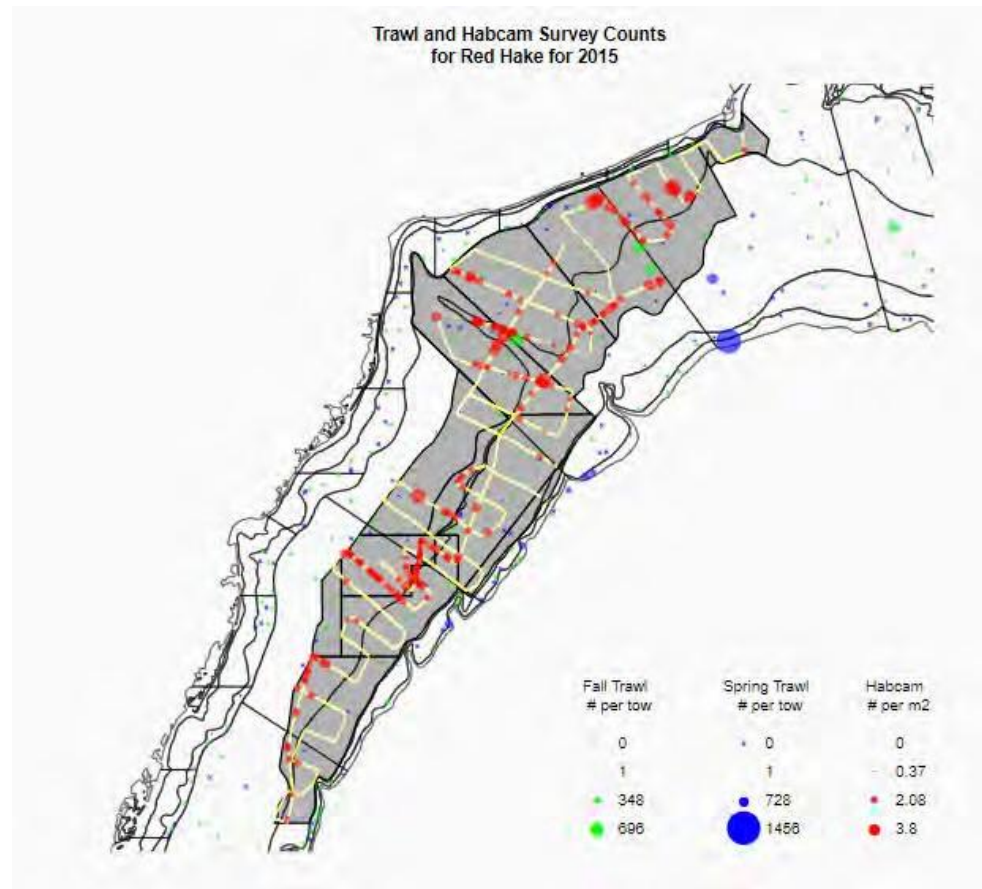 Trawl and Habcam Survey Counts
for Red Hake for 2015
Fall Trawl
# per tow
0
1
348
696
Spring Trawl
# per tow
0
1
728
1456
Habcam
# per m2
0
0.37
2.08
3.8